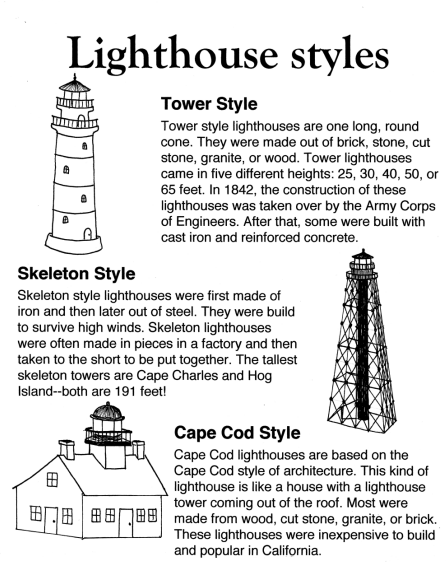 Lighthouse styles
Tower Style
Tower style lighthouses are one long, round
cone. They were made out of brick, stone, cut
stone, granite, or wood. Tower lighthouses
came in five different heights: 25, 30, 40, 50, or
65 feet. In 1842, the construction of these
lighthouses was taken over by the Army Corps
of Engineers. After that, some were built with
cast iron and reinforced concrete.
Skeleton Style
Skeleton style lighthouses were first made of
iron and then later out of steel. They were build
to survive high winds. Skeleton lighthouses
were often made in pieces in a factory and then
taken to the short to be put together. The tallest
skeleton towers are Cape Charles and Hog
Island--both are 191 feet!
Cape Cod Style
Cape Cod lighthouses are based on the
Cape Cod style of architecture. This kind of
lighthouse is like a house with a lighthouse
tower coming out of the roof. Most were
made from wood, cut stone, granite, or brick.
These lighthouses were inexpensive to build
and popular in California.